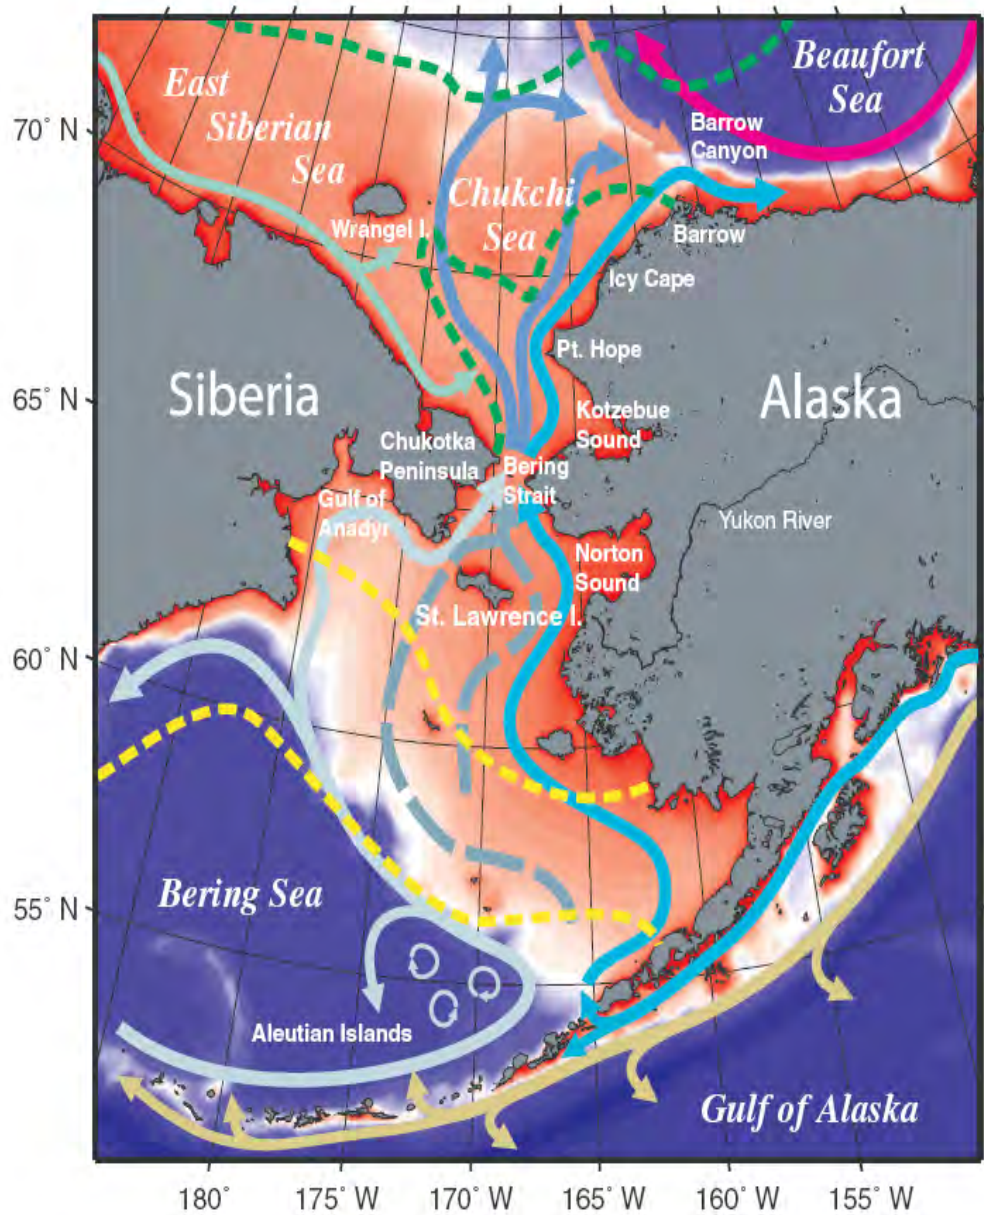 Beaufort
Sea
East
Siberian
Sea
70° N
Barrow
Canyon
Chukchi
Sea
Wrangel I.
Barrow
Icy Cape
Pt. Hope
65° N
Siberia
Alaska
Kotzebue
Sound
Chukotka
Peninsula
Bering
Strait
Gulf of
Anadyr
Yukon River
Norton
Sound
St. Lawrence I.
60° N
Bering Sea
55° N
Aleutian Islands
Gulf of Alaska
180°
175° W
170° W
165° W
160° W
155° W